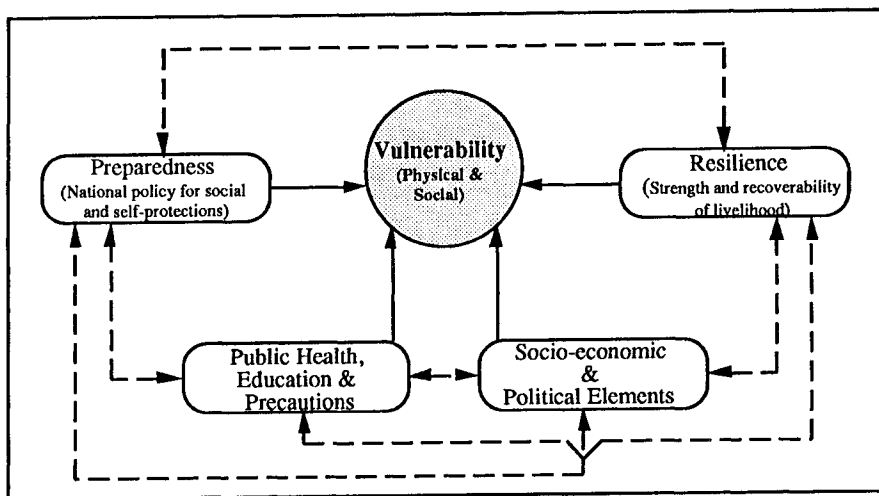 Preparedness
(National policy for social
and self-protections)
Vulnerability
(Physical &
Social)
Resilience
(Strength and recoverability
of livelihood)
Public Health,
Education &
Precautions
Socio-economic
&
Political Elements